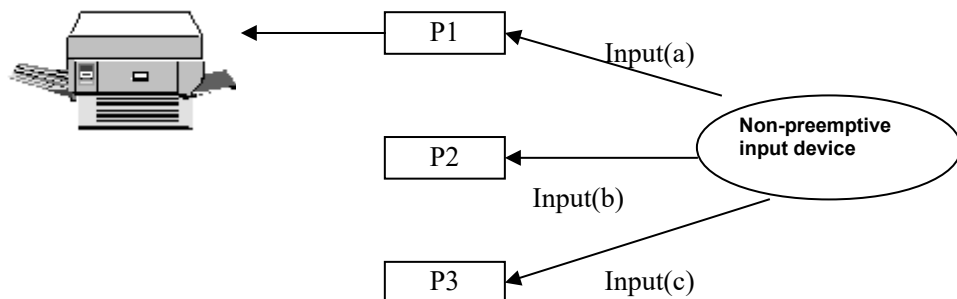 P1
Input(a)
Non-preemptive
input device
P2
Input(b)
P3
Input(c)